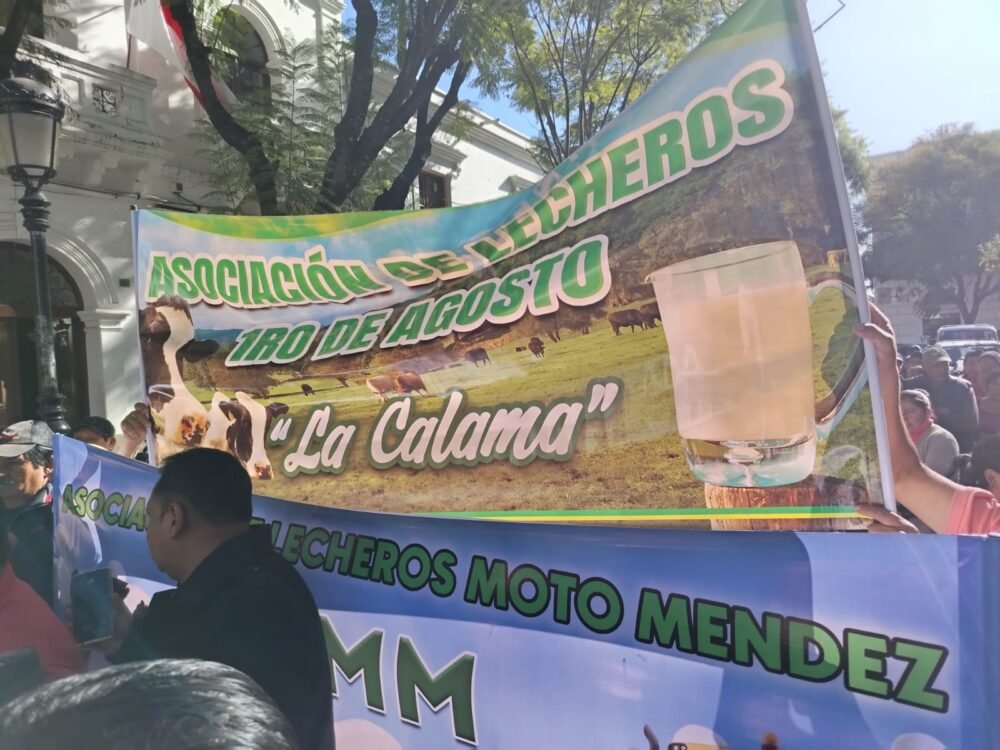 ASOCIACIÓN DE LECHEROS
1RO DE AGOSTO
"La Calama"
LECHEROS MOTO MENDEZ
MM